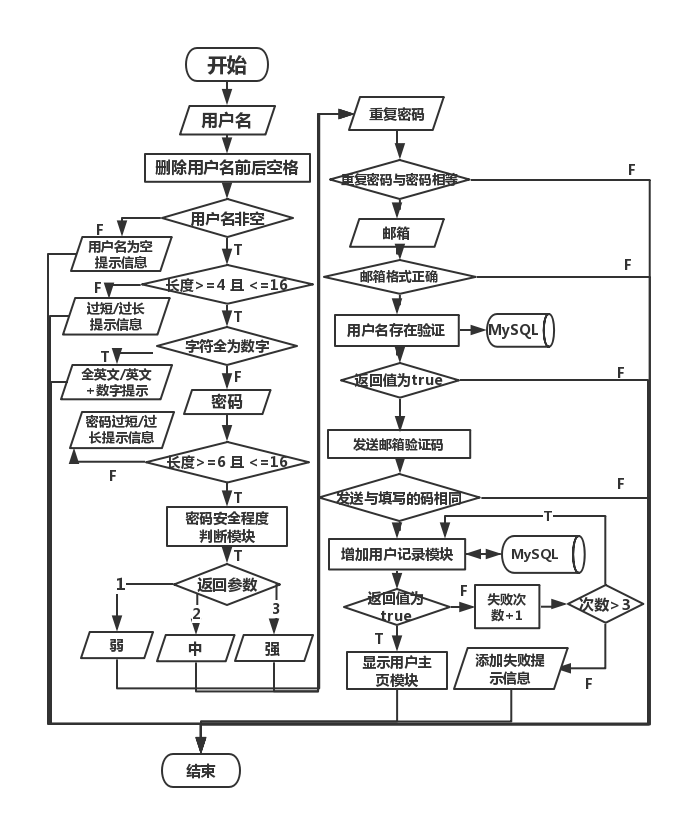 开始
用户名
删除用户名前后空格
用户名非空
F
用户名为空
提示信息
T
长度>=4 且 <=16
F
过短/过长
提示信息
T
字符全为数字
T
全英文/英文
+数字提示
F
密码
密码过短/过
长提示信息
长度>=6 且 <=16
F
T
密码安全程度
判断模块
T
返回参数
1
2
3
弱
中
强
重复密码
重复密码与密码相等
F
邮箱
邮箱格式正确
F
用户名存在验证
MySQL
返回值为true
F
发送邮箱验证码
发送与填写的码相同
F
T
增加用户记录模块
MySQL
返回值为
true
F
失败次
数+1
次数>3
T
显示用户主
页模块
添加失败提
示信息
F
结束